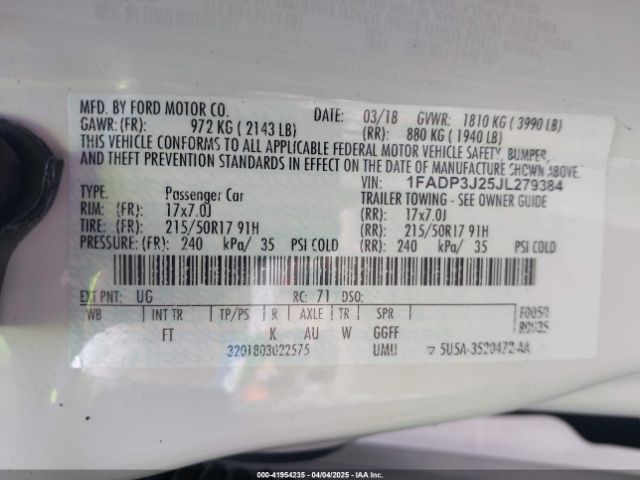 MFD. BY FORD MOTOR CO. DATE: 03/18 GVWR: 1810 KG ( 3990 LB)
GAWR: (FR): 972 KG ( 2143 LB) (RR): 880 KG ( 1940 LB)
THIS VEHICLE CONFORMS TO ALL APPLICABLE FEDERAL MOTOR VEHICLE SAFETY, BUMPER,
AND THEFT PREVENTION STANDARDS IN EFFECT ON THE DATE OF MANUFACTURE SHOWN ABOVE.
VIN: 1FADP3J25JL279384
TYPE: Passenger Car TRAILER TOWING - SEE OWNER GUIDE
RIM: (FR): 17x7.0J (RR): 17x7.0J
TIRE: (FR): 215/50R17 91H (RR): 215/50R17 91H
PRESSURE: (FR): 240 kPa/ 35 PSI COLD (RR): 240 kPa/ 35 PSI COLD
EXT PNT: UG RC: 71 DSO:
WB INT TR TP/PS R AXLE TR SPR
FT K AU W GGFF
3201803022575 UMU 5U5A-3520472-AA
000-41954235 - 04/04/2025 - IAA Inc.